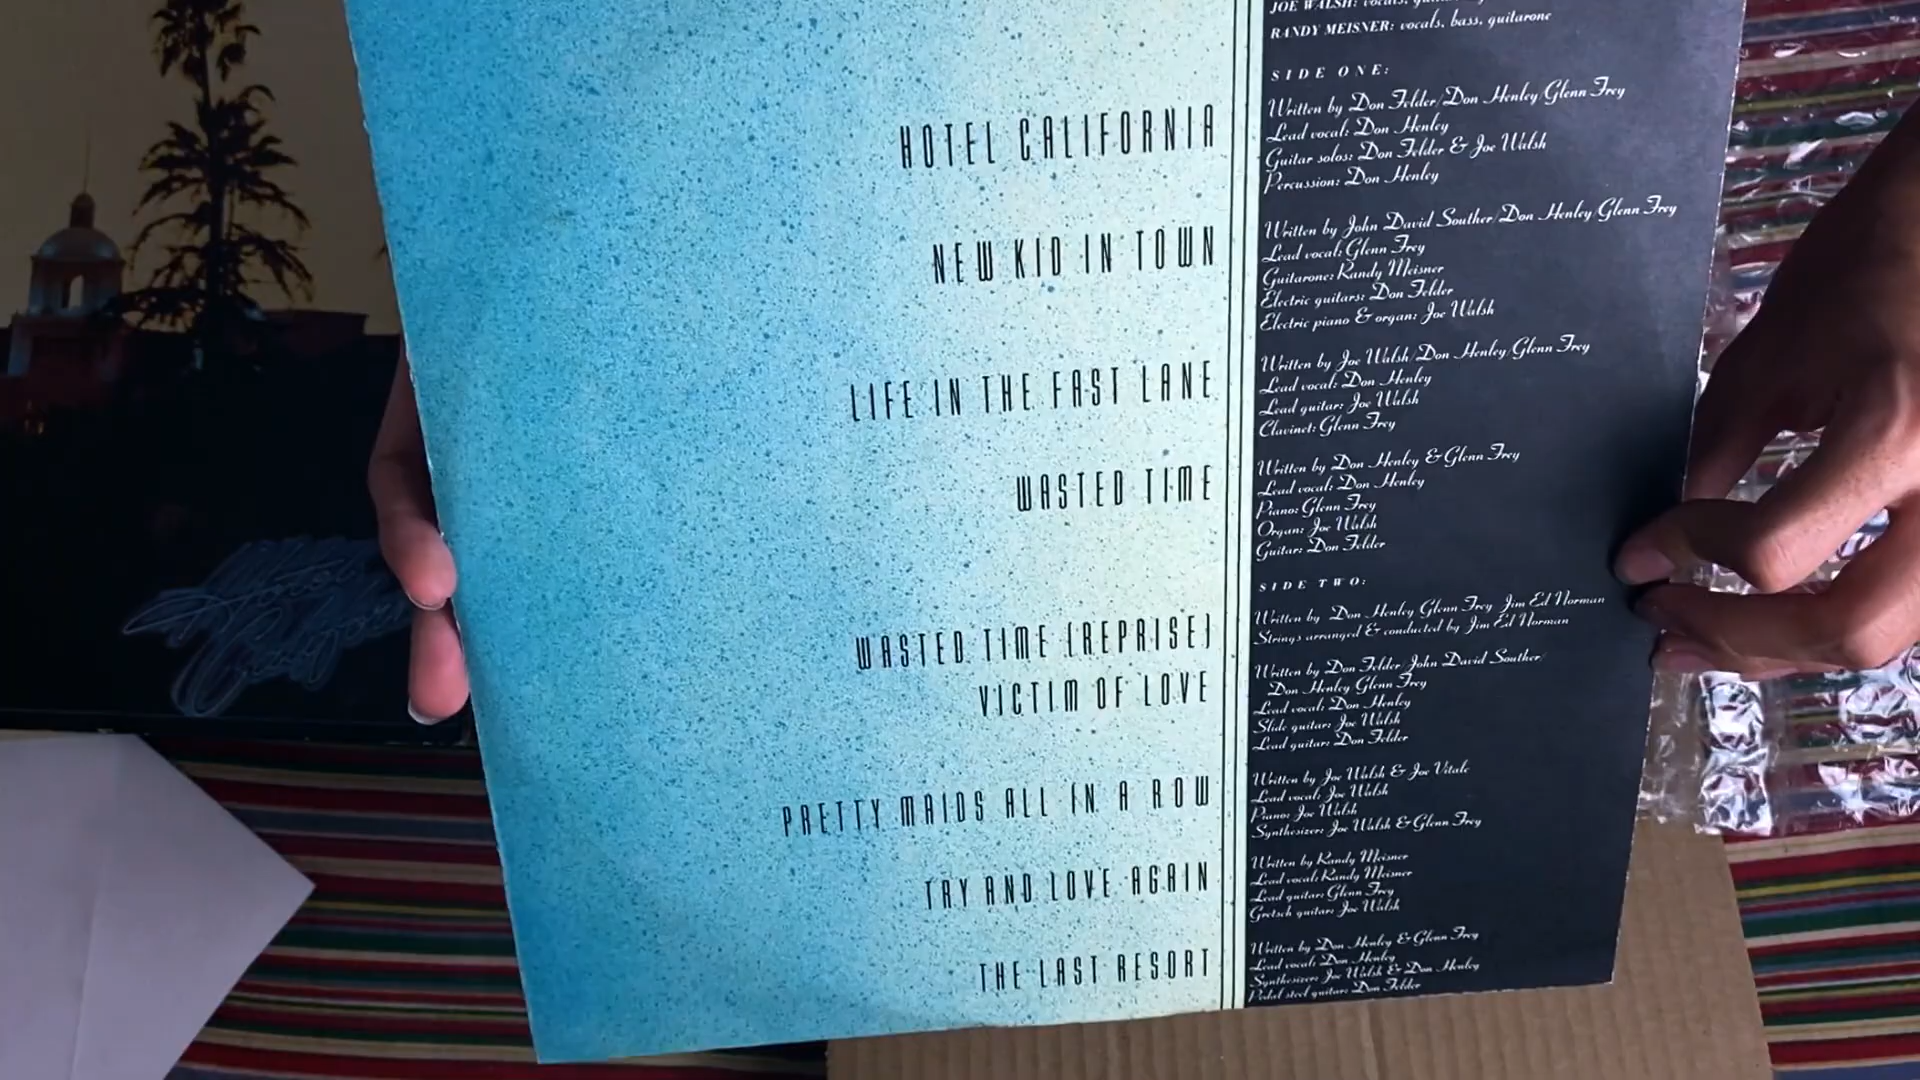 JOE WALSH: vocals,
RANDY MEISNER: vocals, bass, guitarone
SIDE ONE:
HOTEL CALIFORNIA
Written by Don Felder/Don Henley/Glenn Frey
Lead vocal: Don Henley
Guitar solos: Don Felder & Joe Walsh
Percussion: Don Henley
NEW KID IN TOWN
Written by John David Souther/Don Henley/Glenn Frey
Lead vocal: Glenn Frey
Guitarone: Randy Meisner
Electric guitars: Don Felder
Electric piano & organ: Joe Walsh
LIFE IN THE FAST LANE
Written by Joe Walsh/Don Henley/Glenn Frey
Lead vocal: Don Henley
Lead guitar: Joe Walsh
Clavinet: Glenn Frey
WASTED TIME
Written by Don Henley & Glenn Frey
Lead vocal: Don Henley
Piano: Glenn Frey
Organ: Joe Walsh
Guitar: Don Felder
SIDE TWO:
WASTED TIME (REPRISE)
Written by Don Henley Glenn Frey Jim Ed Norman
Strings arranged & conducted by Jim Ed Norman
VICTIM OF LOVE
Written by Don Felder/John David Souther/
Don Henley Glenn Frey
Lead vocal: Don Henley
Slide guitar: Joe Walsh
Lead guitar: Don Felder
PRETTY MAIDS ALL IN A ROW
Written by Joe Walsh & Joe Vitale
Lead vocal: Joe Walsh
Piano: Joe Walsh
Synthesizer: Joe Walsh & Glenn Frey
TRY AND LOVE AGAIN
Written by Randy Meisner
Lead vocal: Randy Meisner
Lead guitar: Glenn Frey
Gretsch guitar: Joe Walsh
THE LAST RESORT
Written by Don Henley & Glenn Frey
Lead vocal: Don Henley
Synthesizer: Joe Walsh & Don Henley
Pedal steel guitar: Don Felder
Hotel